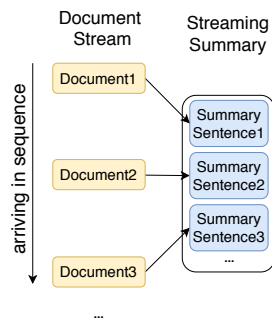 Document
Stream
Streaming
Summary
arriving in sequence
Document1
Summary
Sentence1
Document2
Summary
Sentence2
Summary
Sentence3
...
Document3
...